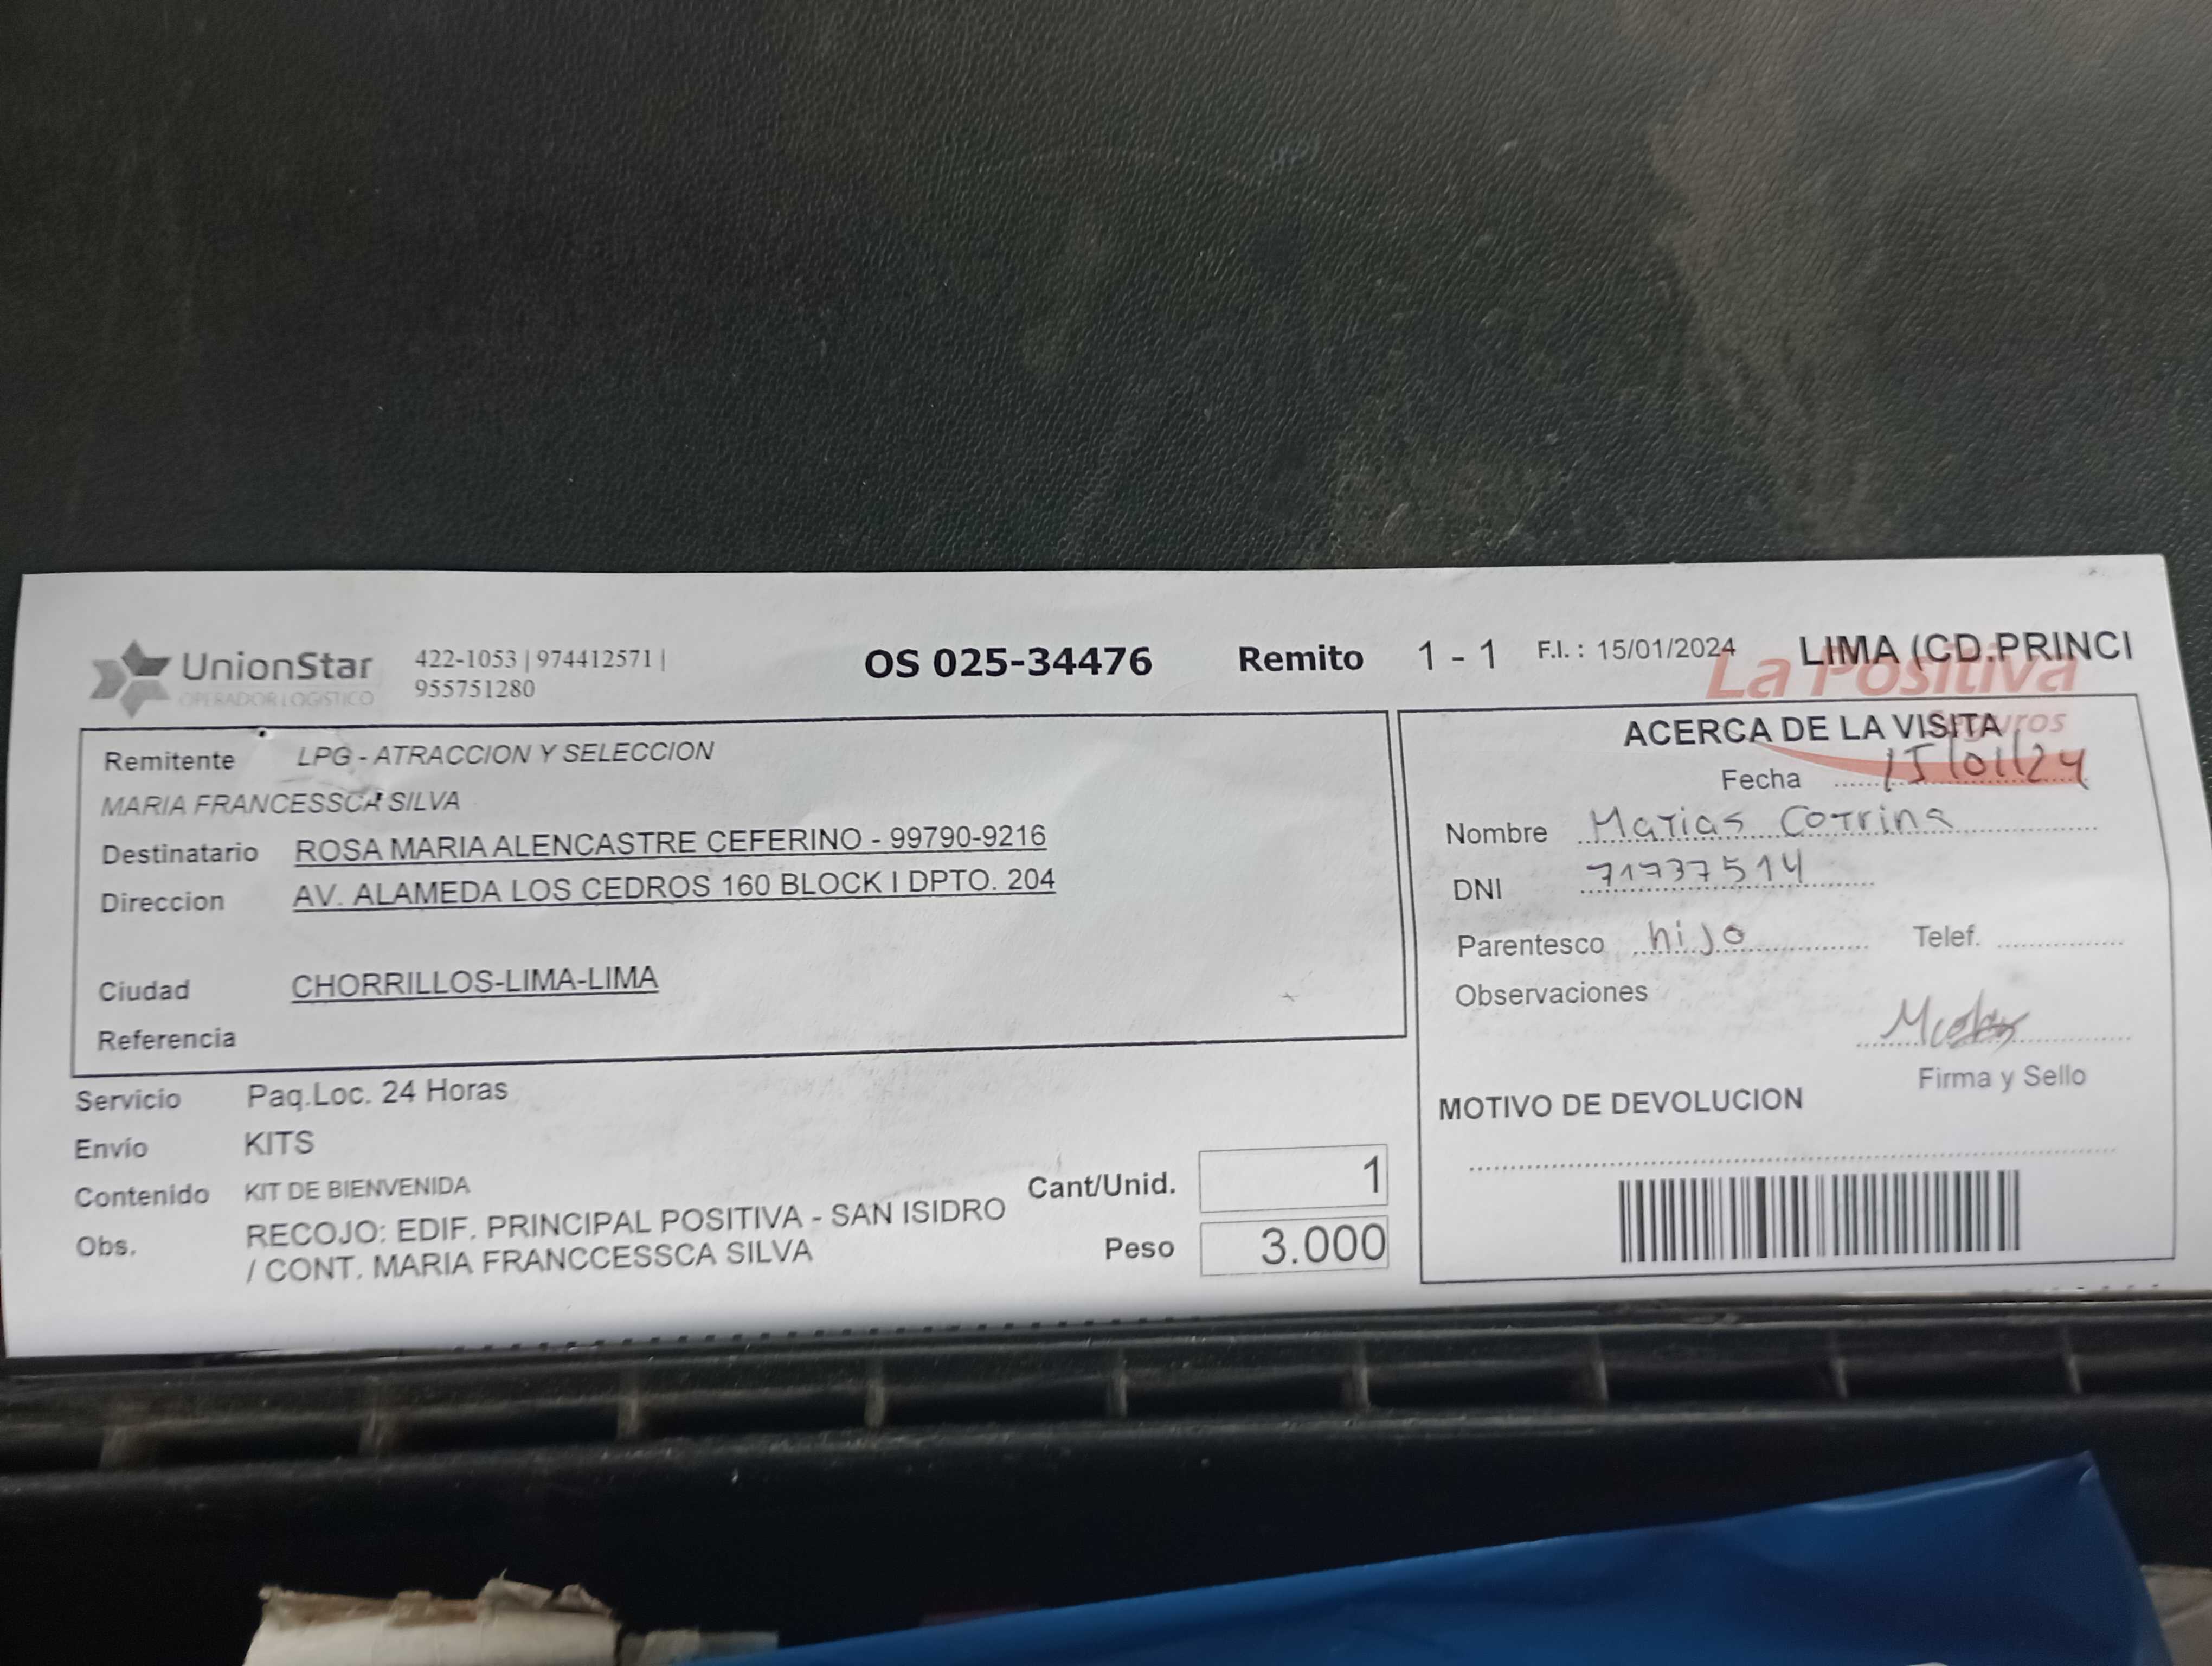 UnionStar
OPERADOR LOGISTICO
422-1053 | 974412571 |
955751280
OS 025-34476 Remito 1 - 1 F.I. : 15/01/2024 LIMA (CD.PRINCI
La Positiva
Seguros
Remitente LPG - ATRACCION Y SELECCION
MARIA FRANCESSCA SILVA
Destinatario ROSA MARIA ALENCASTRE CEFERINO - 99790-9216
Direccion AV. ALAMEDA LOS CEDROS 160 BLOCK I DPTO. 204
Ciudad CHORRILLOS-LIMA-LIMA
Referencia
Servicio Paq.Loc. 24 Horas
Envío KITS
Contenido KIT DE BIENVENIDA
Obs. RECOJO: EDIF. PRINCIPAL POSITIVA - SAN ISIDRO
/ CONT. MARIA FRANCCESSCA SILVA
Cant/Unid. 1
Peso 3.000
ACERCA DE LA VISITA
Fecha 15/01/24
Nombre Matias Cotrina
DNI 71737514
Parentesco hijo Telef.
Observaciones
Firma y Sello
MOTIVO DE DEVOLUCION